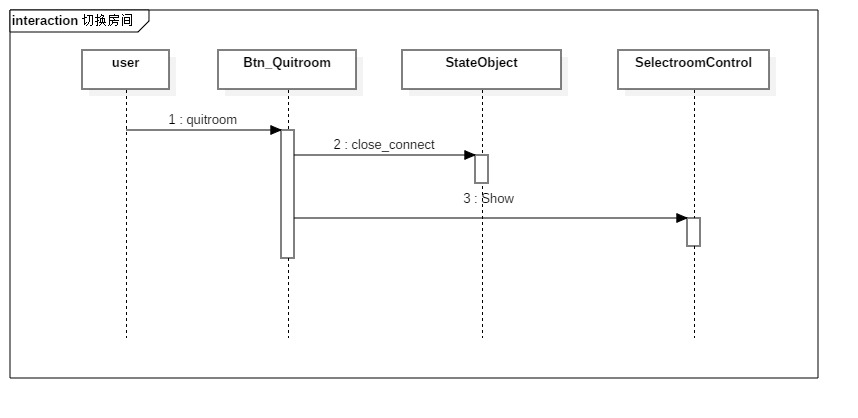 interaction 切换房间
user
Btn_Quitroom
StateObject
SelectroomControl
1 : quitroom
2 : close_connect
3 : Show